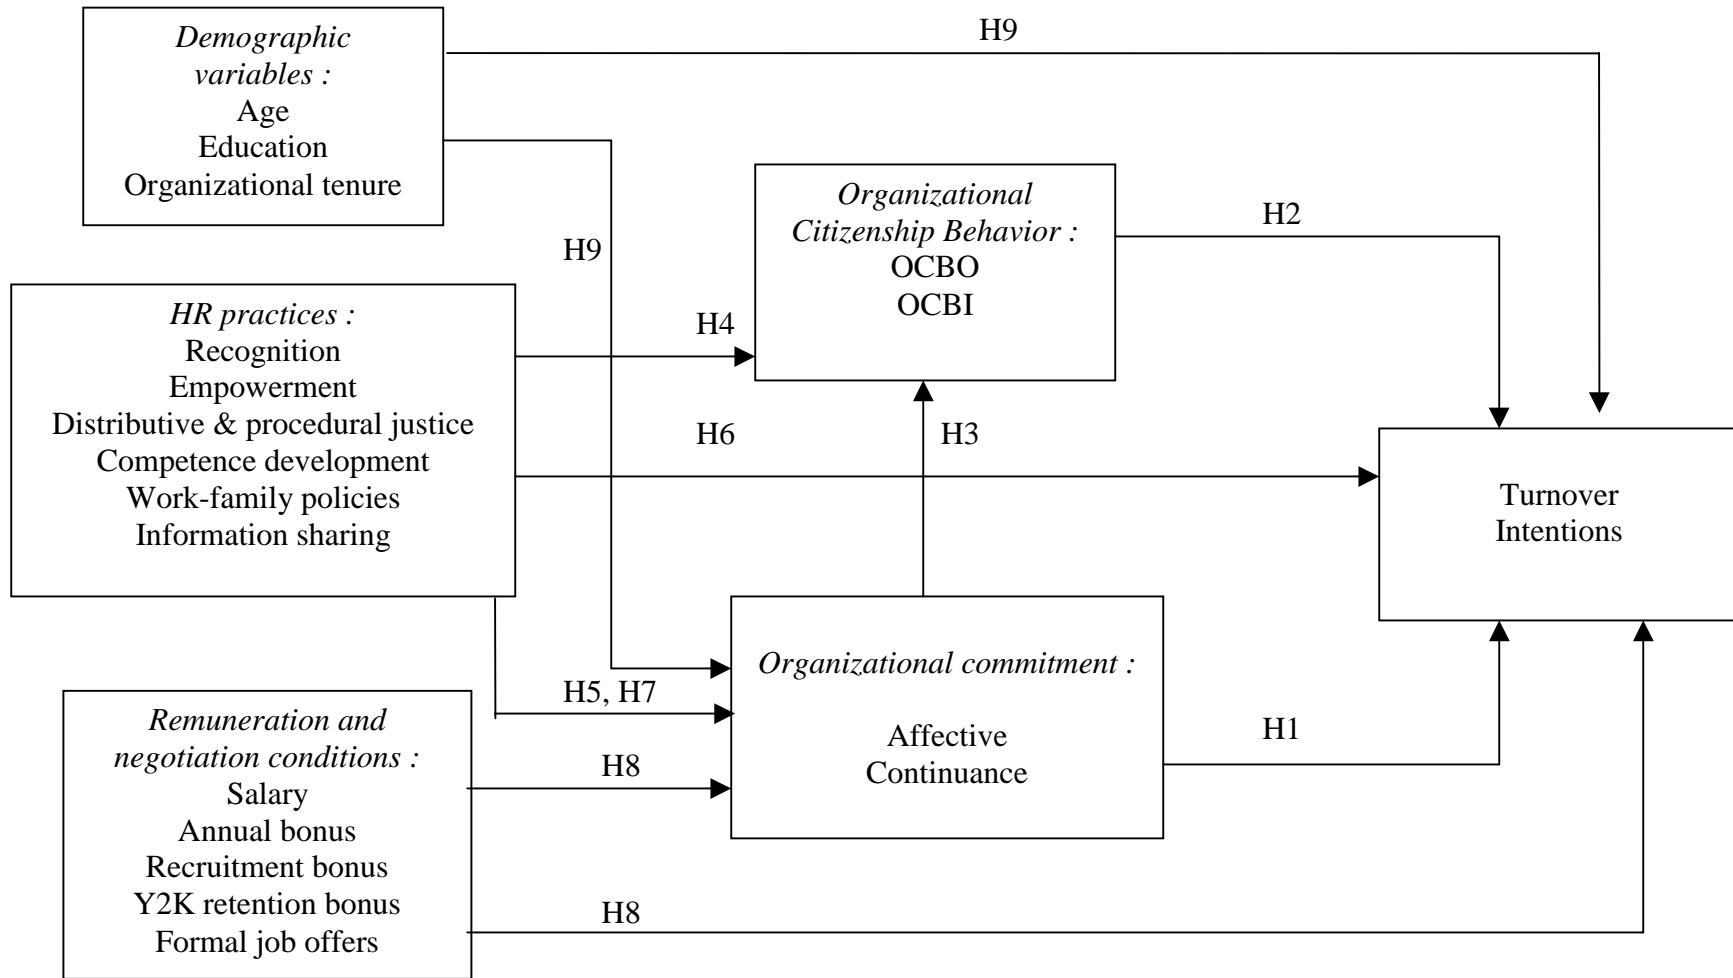 Demographic
variables :
Age
Education
Organizational tenure
H9
H9
Organizational
Citizenship Behavior :
OCBO
OCBI
H2
HR practices :
Recognition
Empowerment
Distributive & procedural justice
Competence development
Work-family policies
Information sharing
H4
H6
H3
Turnover
Intentions
H5, H7
Organizational commitment :
Affective
Continuance
H1
Remuneration and
negotiation conditions :
Salary
Annual bonus
Recruitment bonus
Y2K retention bonus
Formal job offers
H8
H8